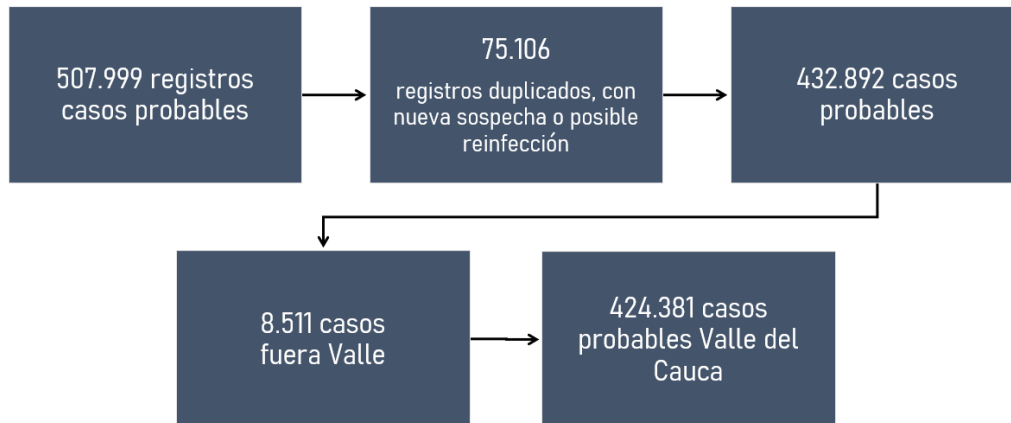 507.999 registros
casos probables
75.106
registros duplicados, con
nueva sospecha o posible
reinfección
432.892 casos
probables
8.511 casos
fuera Valle
424.381 casos
probables Valle del
Cauca